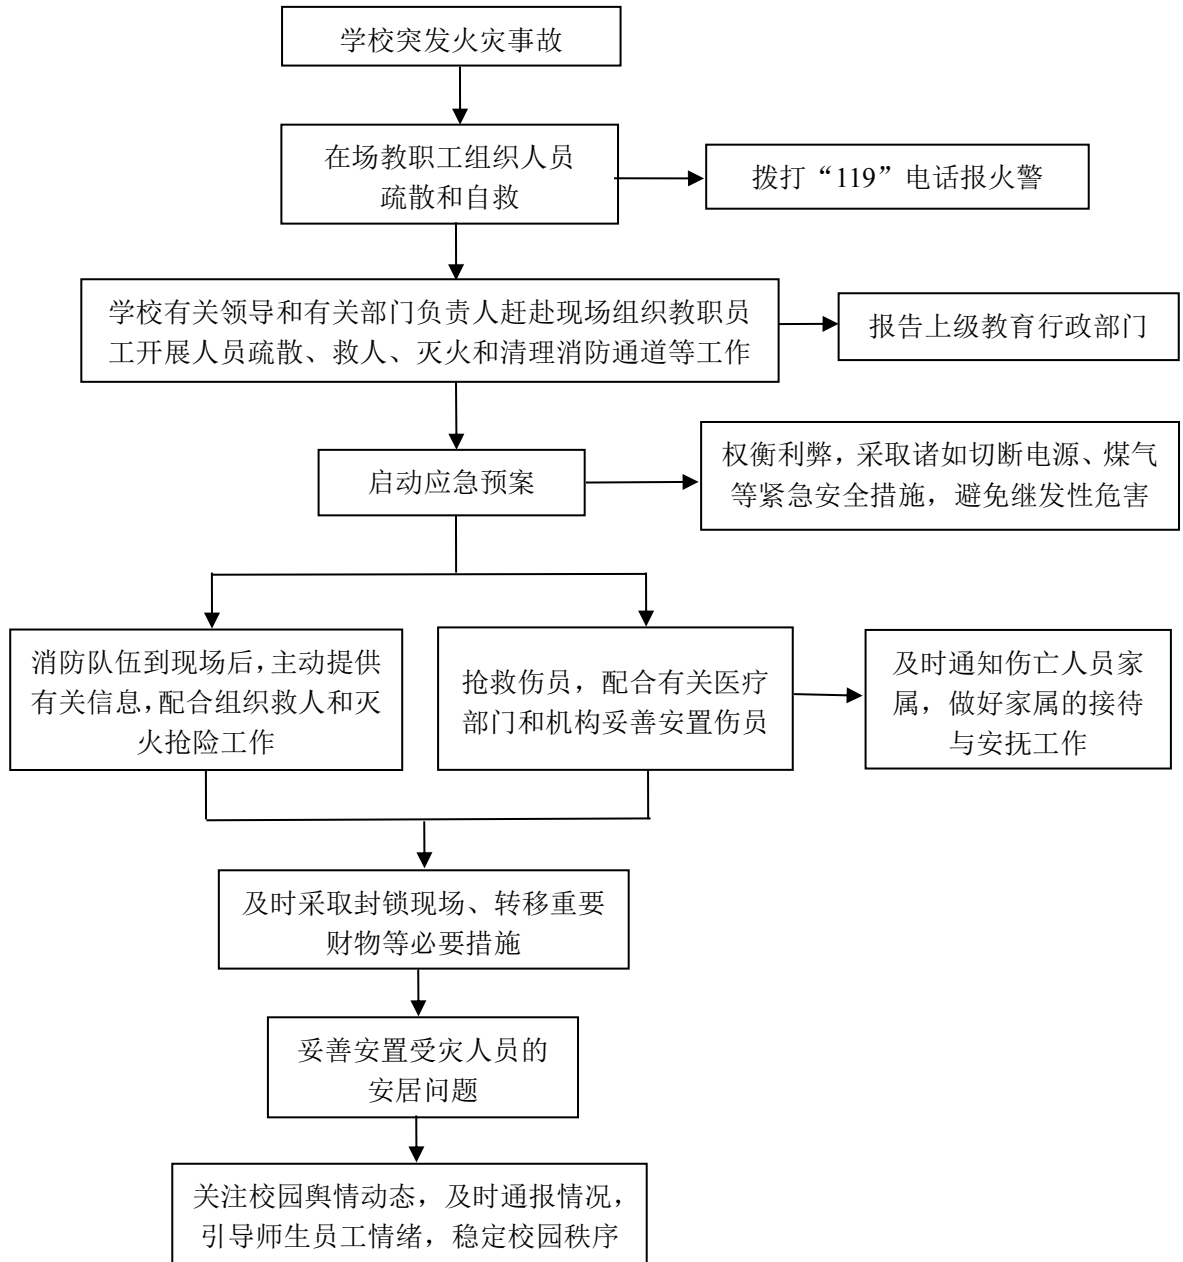 学校突发火灾事故
在场教职工组织人员
疏散和自救
拨打“119”电话报火警
学校有关领导和有关部门负责人赶赴现场组织教职员
工开展人员疏散、救人、灭火和清理消防通道等工作
报告上级教育行政部门
启动应急预案
权衡利弊，采取诸如切断电源、煤气
等紧急安全措施，避免继发性危害
消防队伍到现场后，主动提供
有关信息，配合组织救人和灭
火抢险工作
抢救伤员，配合有关医疗
部门和机构妥善安置伤员
及时通知伤亡人员家
属，做好家属的接待
与安抚工作
及时采取封锁现场、转移重要
财物等必要措施
妥善安置受灾人员的
安居问题
关注校园舆情动态，及时通报情况，
引导师生员工情绪，稳定校园秩序